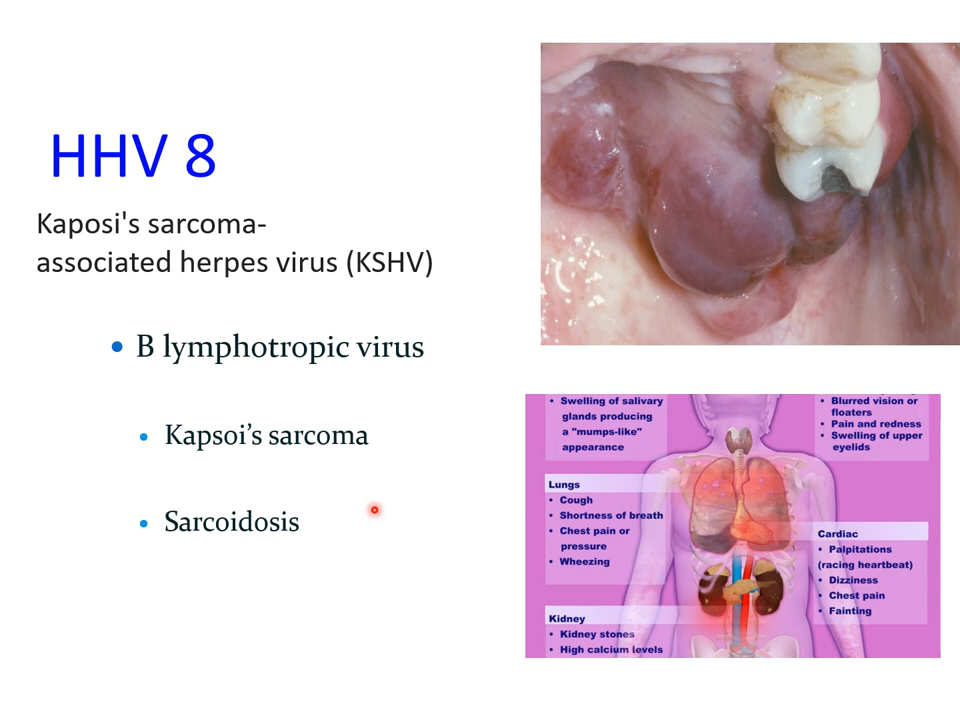 HHV 8
Kaposi's sarcoma-
associated herpes virus (KSHV)
• B lymphotropic virus
• Kapsoi’s sarcoma
• Sarcoidosis
• Swelling of salivary
glands producing
a "mumps-like"
appearance
• Blurred vision or
floaters
• Pain and redness
• Swelling of upper
eyelids
Lungs
• Cough
• Shortness of breath
• Chest pain or
pressure
• Wheezing
Cardiac
• Palpitations
(racing heartbeat)
• Dizziness
• Chest pain
• Fainting
Kidney
• Kidney stones
• High calcium levels